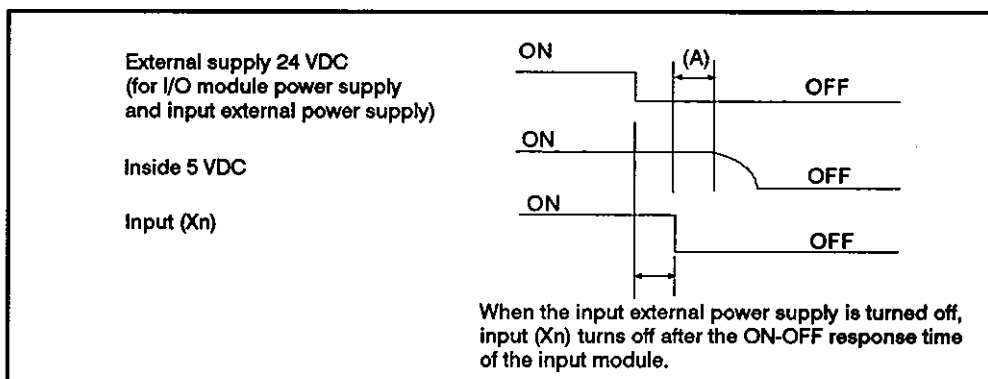 External supply 24 VDC
(for I/O module power supply
and input external power supply)
ON
(A)
OFF
Inside 5 VDC
ON
OFF
Input (Xn)
ON
OFF
When the input external power supply is turned off,
input (Xn) turns off after the ON-OFF response time
of the input module.